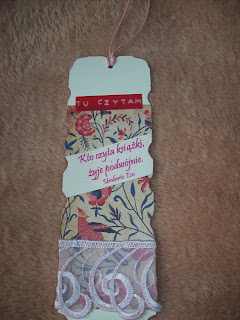 TU CZYTAM
Kto czyta książki,
żyje podwójnie.
Umberto Eco